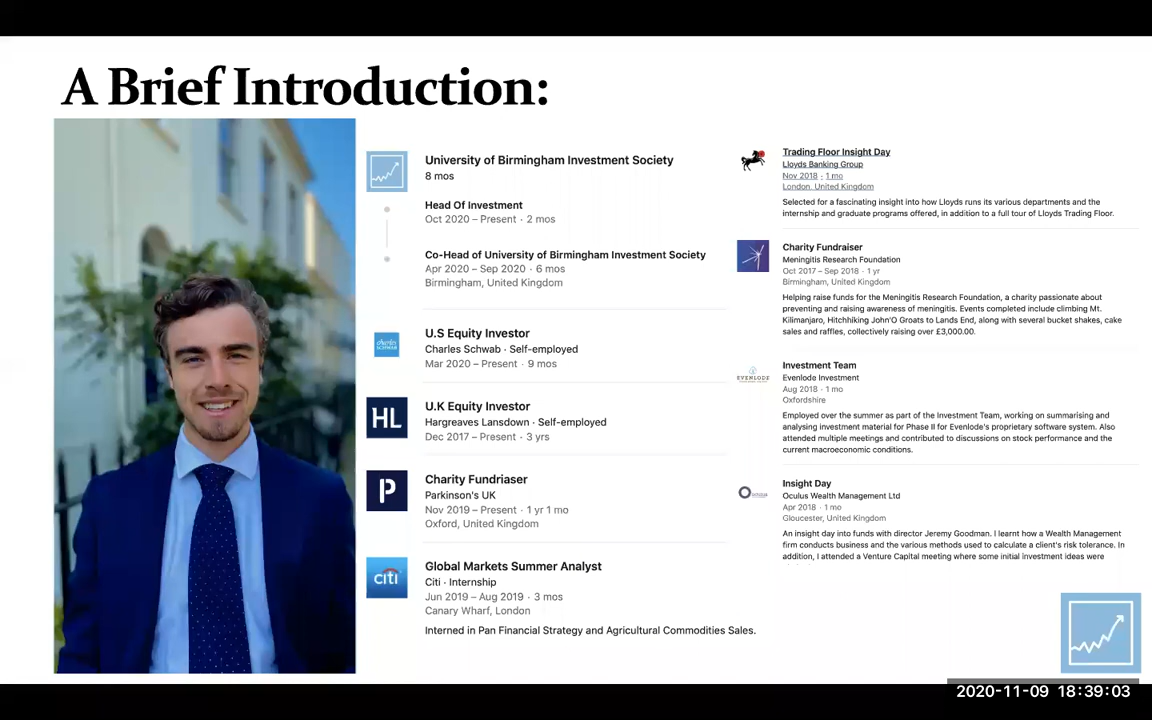 A Brief Introduction:
University of Birmingham Investment Society
8 mos
Head Of Investment
Oct 2020 – Present · 2 mos
Co-Head of University of Birmingham Investment Society
Apr 2020 – Sep 2020 · 6 mos
Birmingham, United Kingdom
charles
SCHWAB
U.S Equity Investor
Charles Schwab · Self-employed
Mar 2020 – Present · 9 mos
HL
U.K Equity Investor
Hargreaves Lansdown · Self-employed
Dec 2017 – Present · 3 yrs
P
Charity Fundriaser
Parkinson's UK
Nov 2019 – Present · 1 yr 1 mo
Oxford, United Kingdom
citi
Global Markets Summer Analyst
Citi · Internship
Jun 2019 – Aug 2019 · 3 mos
Canary Wharf, London
Interned in Pan Financial Strategy and Agricultural Commodities Sales.
Trading Floor Insight Day
Lloyds Banking Group
Nov 2018 · 1 mo
London, United Kingdom
Selected for a fascinating insight into how Lloyds runs its various departments and the
internship and graduate programs offered, in addition to a full tour of Lloyds Trading Floor.
Charity Fundraiser
Meningitis Research Foundation
Oct 2017 – Sep 2018 · 1 yr
Birmingham, United Kingdom
Helping raise funds for the Meningitis Research Foundation, a charity passionate about
preventing and raising awareness of meningitis. Events completed include climbing Mt.
Kilimanjaro, Hitchhiking John'O Groats to Lands End, along with several bucket shakes, cake
sales and raffles, collectively raising over £3,000.00.
EVENLODE
Investment Team
Evenlode Investment
Aug 2018 · 1 mo
Oxfordshire
Employed over the summer as part of the Investment Team, working on summarising and
analysing investment material for Phase II for Evenlode's proprietary software system. Also
attended multiple meetings and contributed to discussions on stock performance and the
current macroeconomic conditions.
Insight Day
Oculus Wealth Management Ltd
Apr 2018 · 1 mo
Gloucester, United Kingdom
An insight day into funds with director Jeremy Goodman. I learnt how a Wealth Management
firm conducts business and the various methods used to calculate a client's risk tolerance. In
addition, I attended a Venture Capital meeting where some initial investment ideas were
2020-11-09 18:39:03